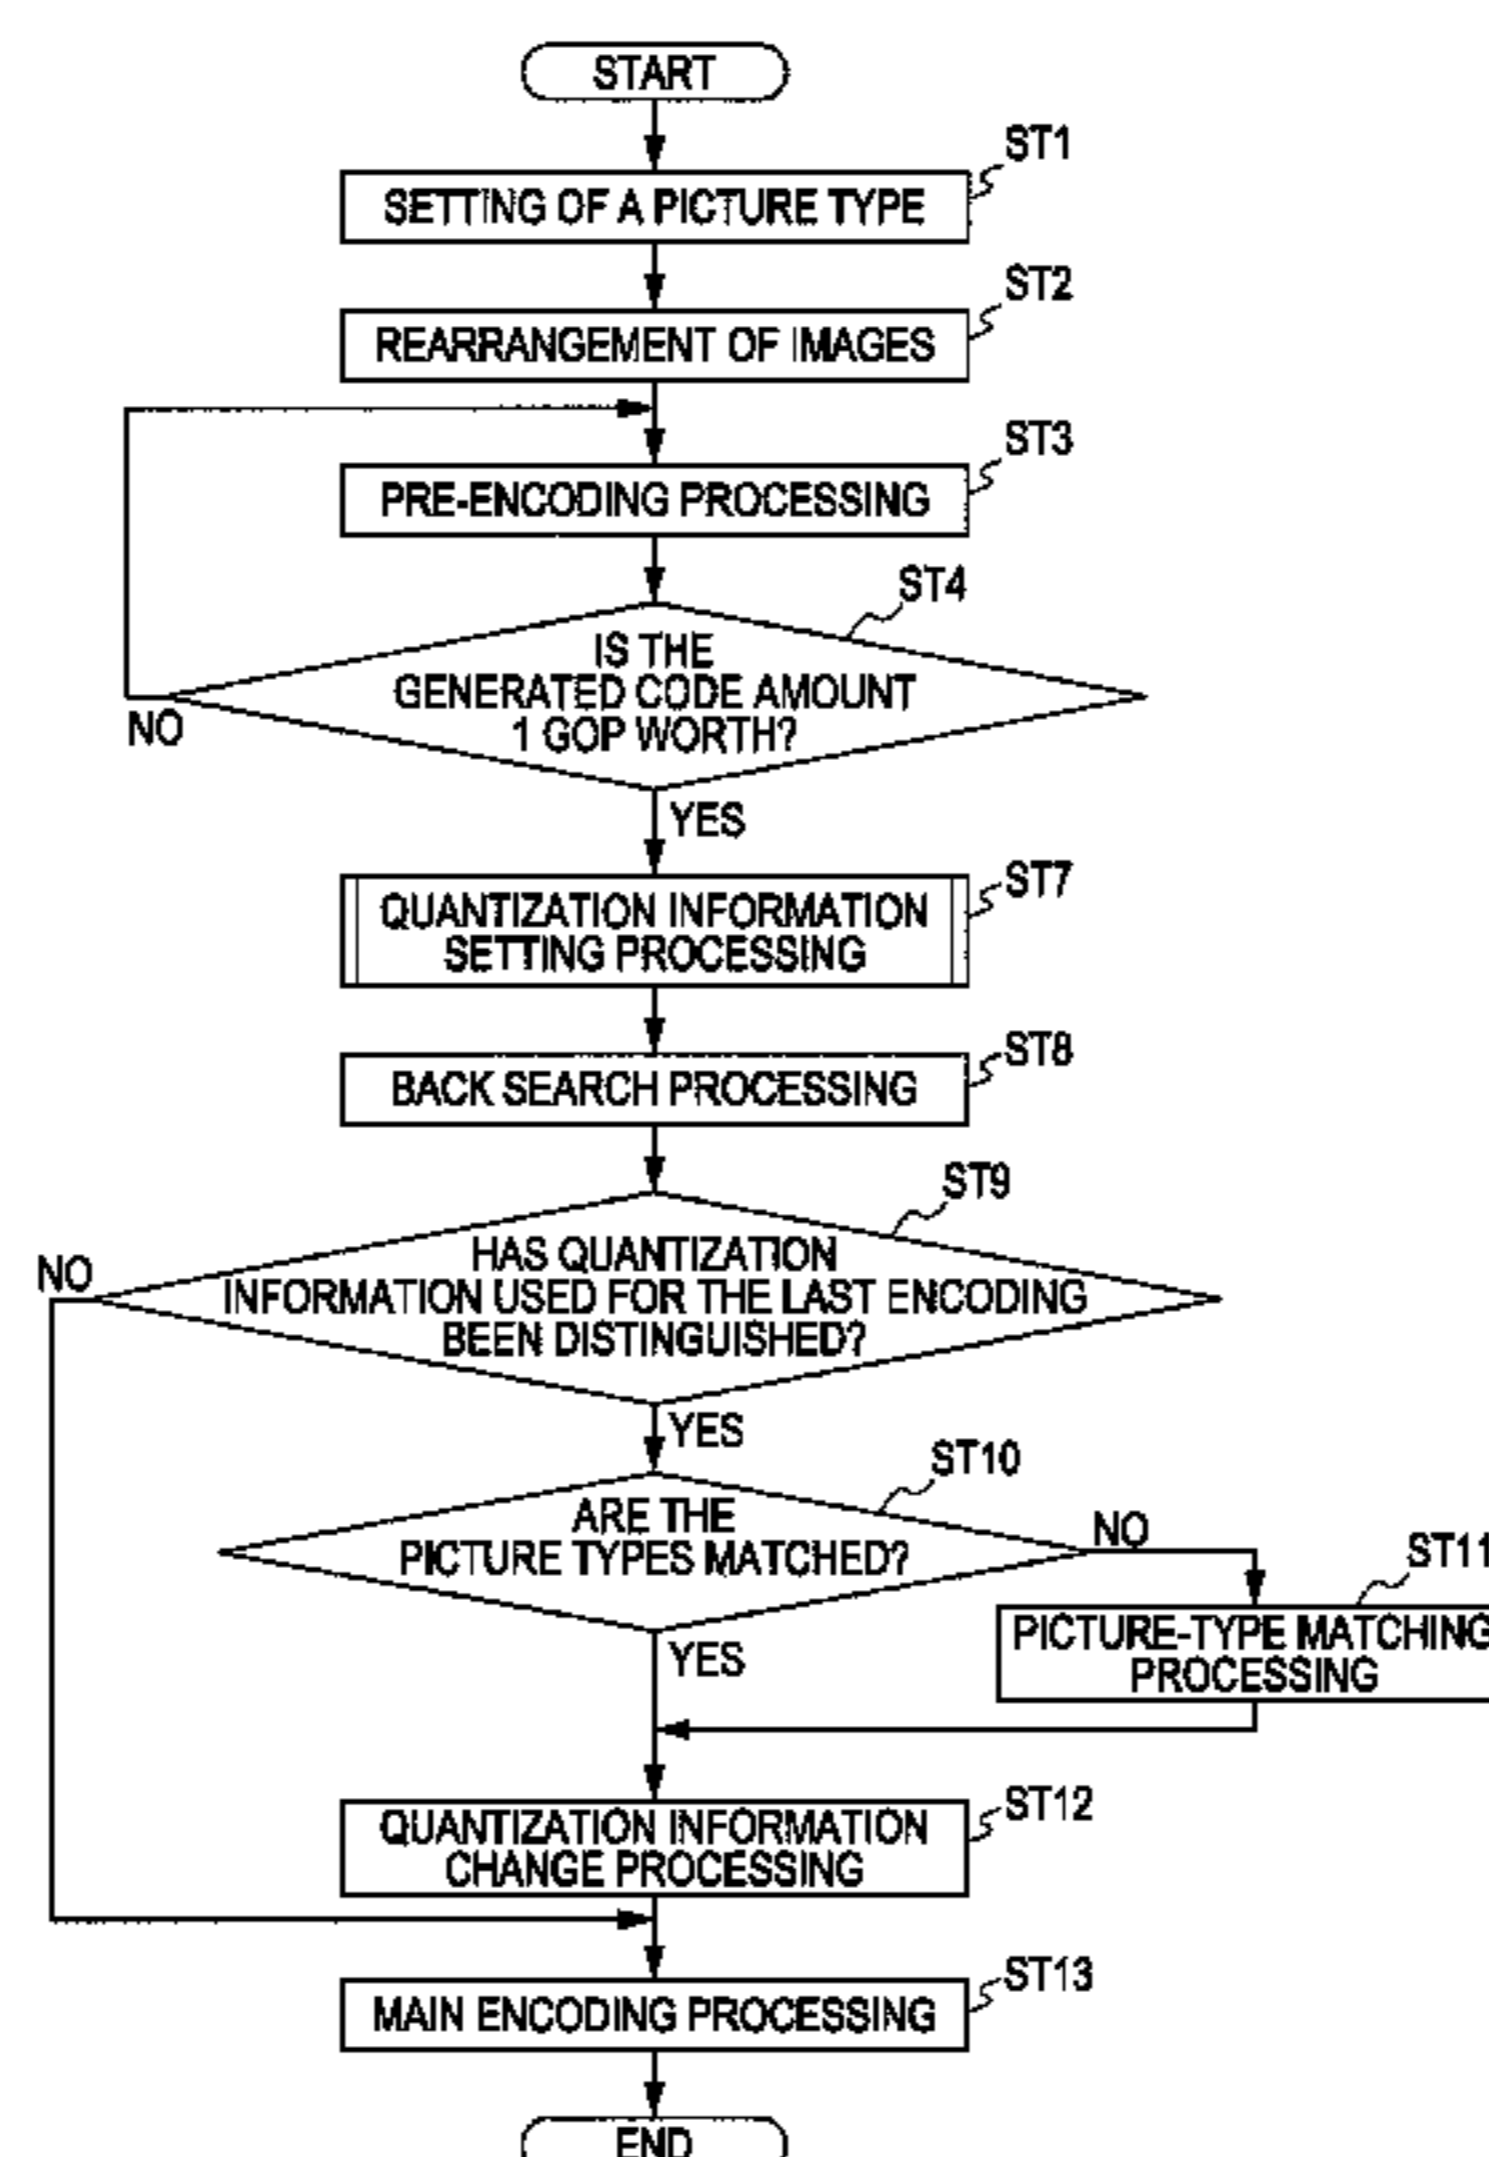 START
ST1
SETTING OF A PICTURE TYPE
ST2
REARRANGEMENT OF IMAGES
ST3
PRE-ENCODING PROCESSING
ST4
IS THE
GENERATED CODE AMOUNT
1 GOP WORTH?
NO
YES
ST7
QUANTIZATION INFORMATION
SETTING PROCESSING
ST8
BACK SEARCH PROCESSING
ST9
HAS QUANTIZATION
INFORMATION USED FOR THE LAST ENCODING
BEEN DISTINGUISHED?
NO
YES
ST10
ARE THE
PICTURE TYPES MATCHED?
NO
ST11
PICTURE-TYPE MATCHING
PROCESSING
YES
ST12
QUANTIZATION INFORMATION
CHANGE PROCESSING
ST13
MAIN ENCODING PROCESSING
END